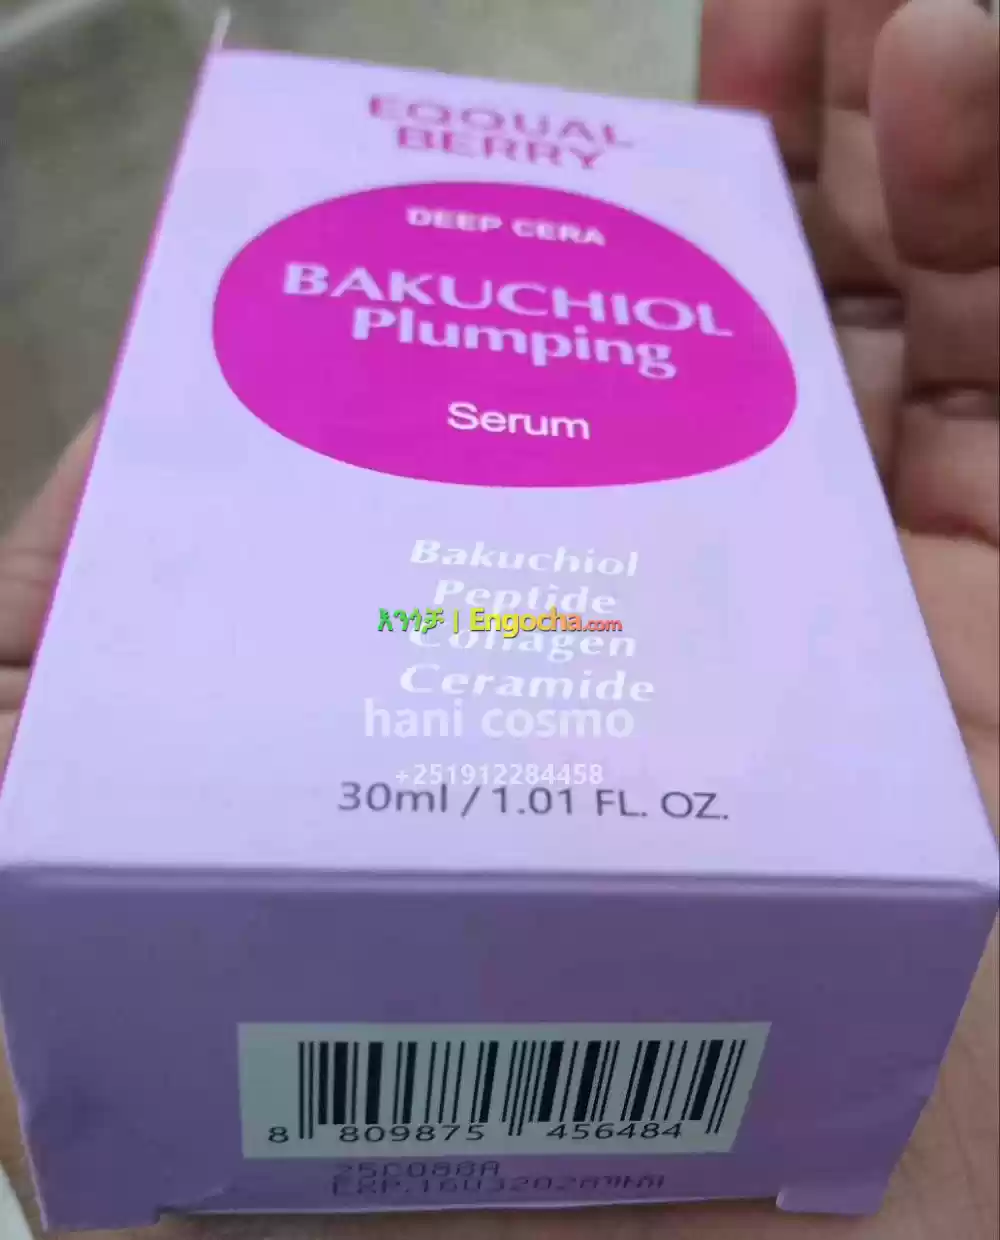 EQQUAL
BERRY
DEEP CERA
BAKUCHIOL
Plumping
Serum
Bakuchiol
Peptide
እንጎቻ | Engocha.com
Collagen
Ceramide
hani cosmo
+251912284458
30ml / 1.01 FL. OZ.
8 809875 456484
25C088A